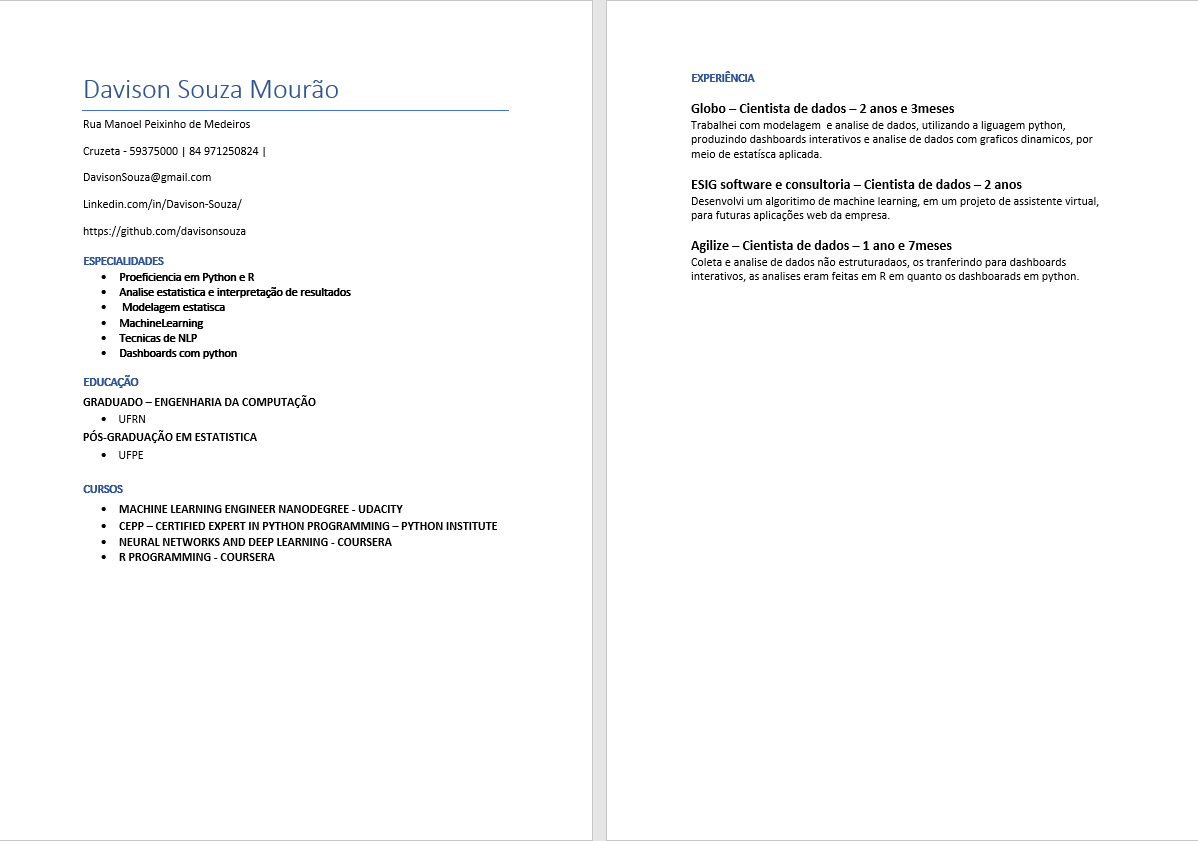 Davison Souza Mourão
Rua Manoel Peixinho de Medeiros
Cruzeta - 59375000 | 84 971250824 |
DavisonSouza@gmail.com
Linkedin.com/in/Davison-Souza/
https://github.com/davisonsouza
ESPECIALIDADES
• Proeficiencia em Python e R
• Analise estatistica e interpretação de resultados
• Modelagem estatisca
• MachineLearning
• Tecnicas de NLP
• Dashboards com python
EDUCAÇÃO
GRADUADO – ENGENHARIA DA COMPUTAÇÃO
• UFRN
PÓS-GRADUAÇÃO EM ESTATISTICA
• UFPE
CURSOS
• MACHINE LEARNING ENGINEER NANODEGREE - UDACITY
• CEPP – CERTIFIED EXPERT IN PYTHON PROGRAMMING – PYTHON INSTITUTE
• NEURAL NETWORKS AND DEEP LEARNING - COURSERA
• R PROGRAMMING - COURSERA
EXPERIÊNCIA
Globo – Cientista de dados – 2 anos e 3meses
Trabalhei com modelagem  e analise de dados, utilizando a liguagem python,
produzindo dashboards interativos e analise de dados com graficos dinamicos, por
meio de estatísca aplicada.
ESIG software e consultoria – Cientista de dados – 2 anos
Desenvolvi um algoritimo de machine learning, em um projeto de assistente virtual,
para futuras aplicações web da empresa.
Agilize – Cientista de dados – 1 ano e 7meses
Coleta e analise de dados não estruturadaos, os tranferindo para dashboards
interativos, as analises eram feitas em R em quanto os dashboarads em python.